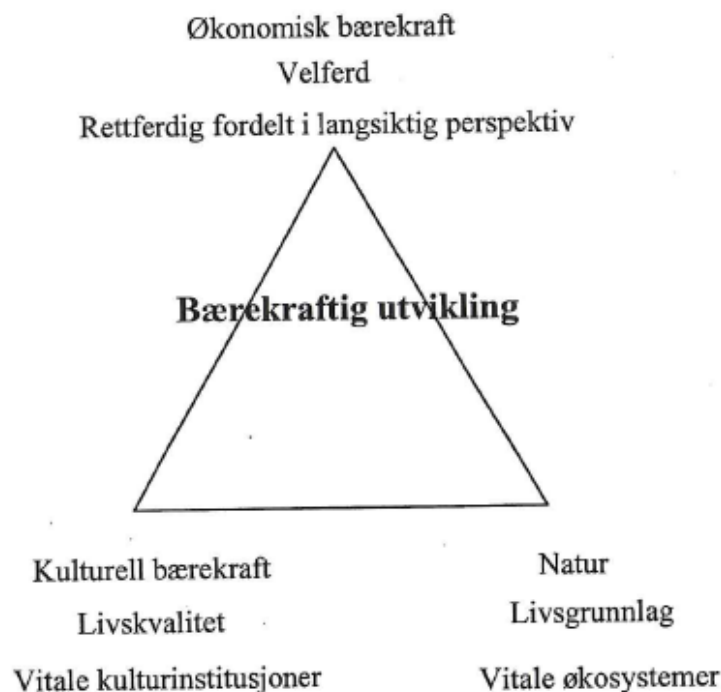 Økonomisk bærekraft
Velferd
Rettferdig fordelt i langsiktig perspektiv
Bærekraftig utvikling
Kulturell bærekraft
Livskvalitet
Vitale kulturinstitusjoner
Natur
Livsgrunnlag
Vitale økosystemer